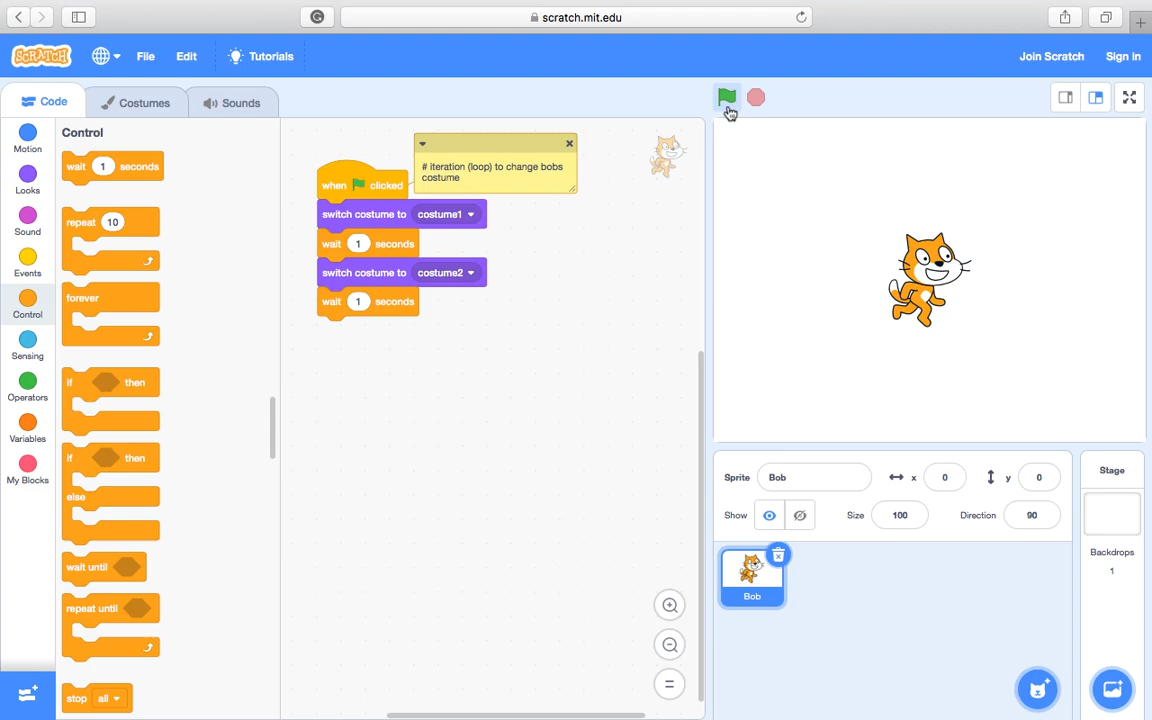 scratch.mit.edu
SCRATCH File Edit Tutorials Join Scratch Sign in
Code Costumes Sounds
Motion
Looks
Sound
Events
Control
Sensing
Operators
Variables
My Blocks
Control
wait 1 seconds
repeat 10
forever
if then
if then
else
wait until
repeat until
stop all
# iteration (loop) to change bobs
costume
when clicked
switch costume to costume1
wait 1 seconds
switch costume to costume2
wait 1 seconds
Sprite Bob x 0 y 0
Show Size 100 Direction 90
Bob
Stage
Backdrops
1